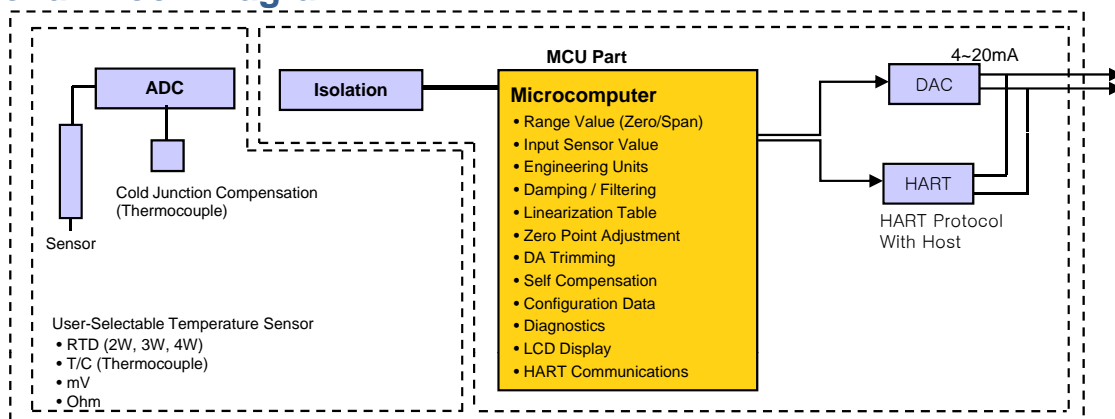 MCU Part
4~20mA
ADC
Isolation
DAC
Microcomputer
• Range Value (Zero/Span)
• Input Sensor Value
• Engineering Units
• Damping / Filtering
• Linearization Table
• Zero Point Adjustment
• DA Trimming
• Self Compensation
• Configuration Data
• Diagnostics
• LCD Display
• HART Communications
HART
HART Protocol
With Host
Cold Junction Compensation
(Thermocouple)
Sensor
User-Selectable Temperature Sensor
• RTD (2W, 3W, 4W)
• T/C (Thermocouple)
• mV
• Ohm